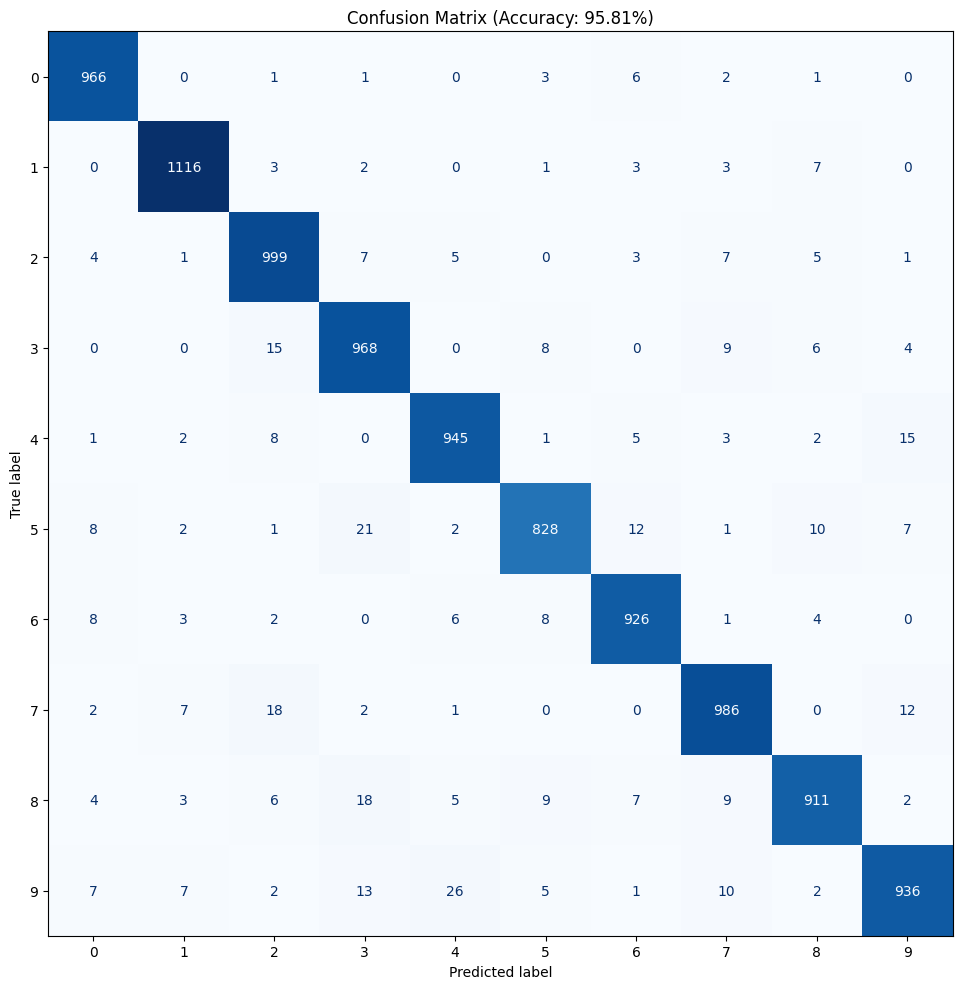 Confusion Matrix (Accuracy: 95.81%)
0 966 0 1 1 0 3 6 2 1 0
1 0 1116 3 2 0 1 3 3 7 0
2 4 1 999 7 5 0 3 7 5 1
3 0 0 15 968 0 8 0 9 6 4
4 1 2 8 0 945 1 5 3 2 15
True label
5 8 2 1 21 2 828 12 1 10 7
6 8 3 2 0 6 8 926 1 4 0
7 2 7 18 2 1 0 0 986 0 12
8 4 3 6 18 5 9 7 9 911 2
9 7 7 2 13 26 5 1 10 2 936
0 1 2 3 4 5 6 7 8 9
Predicted label